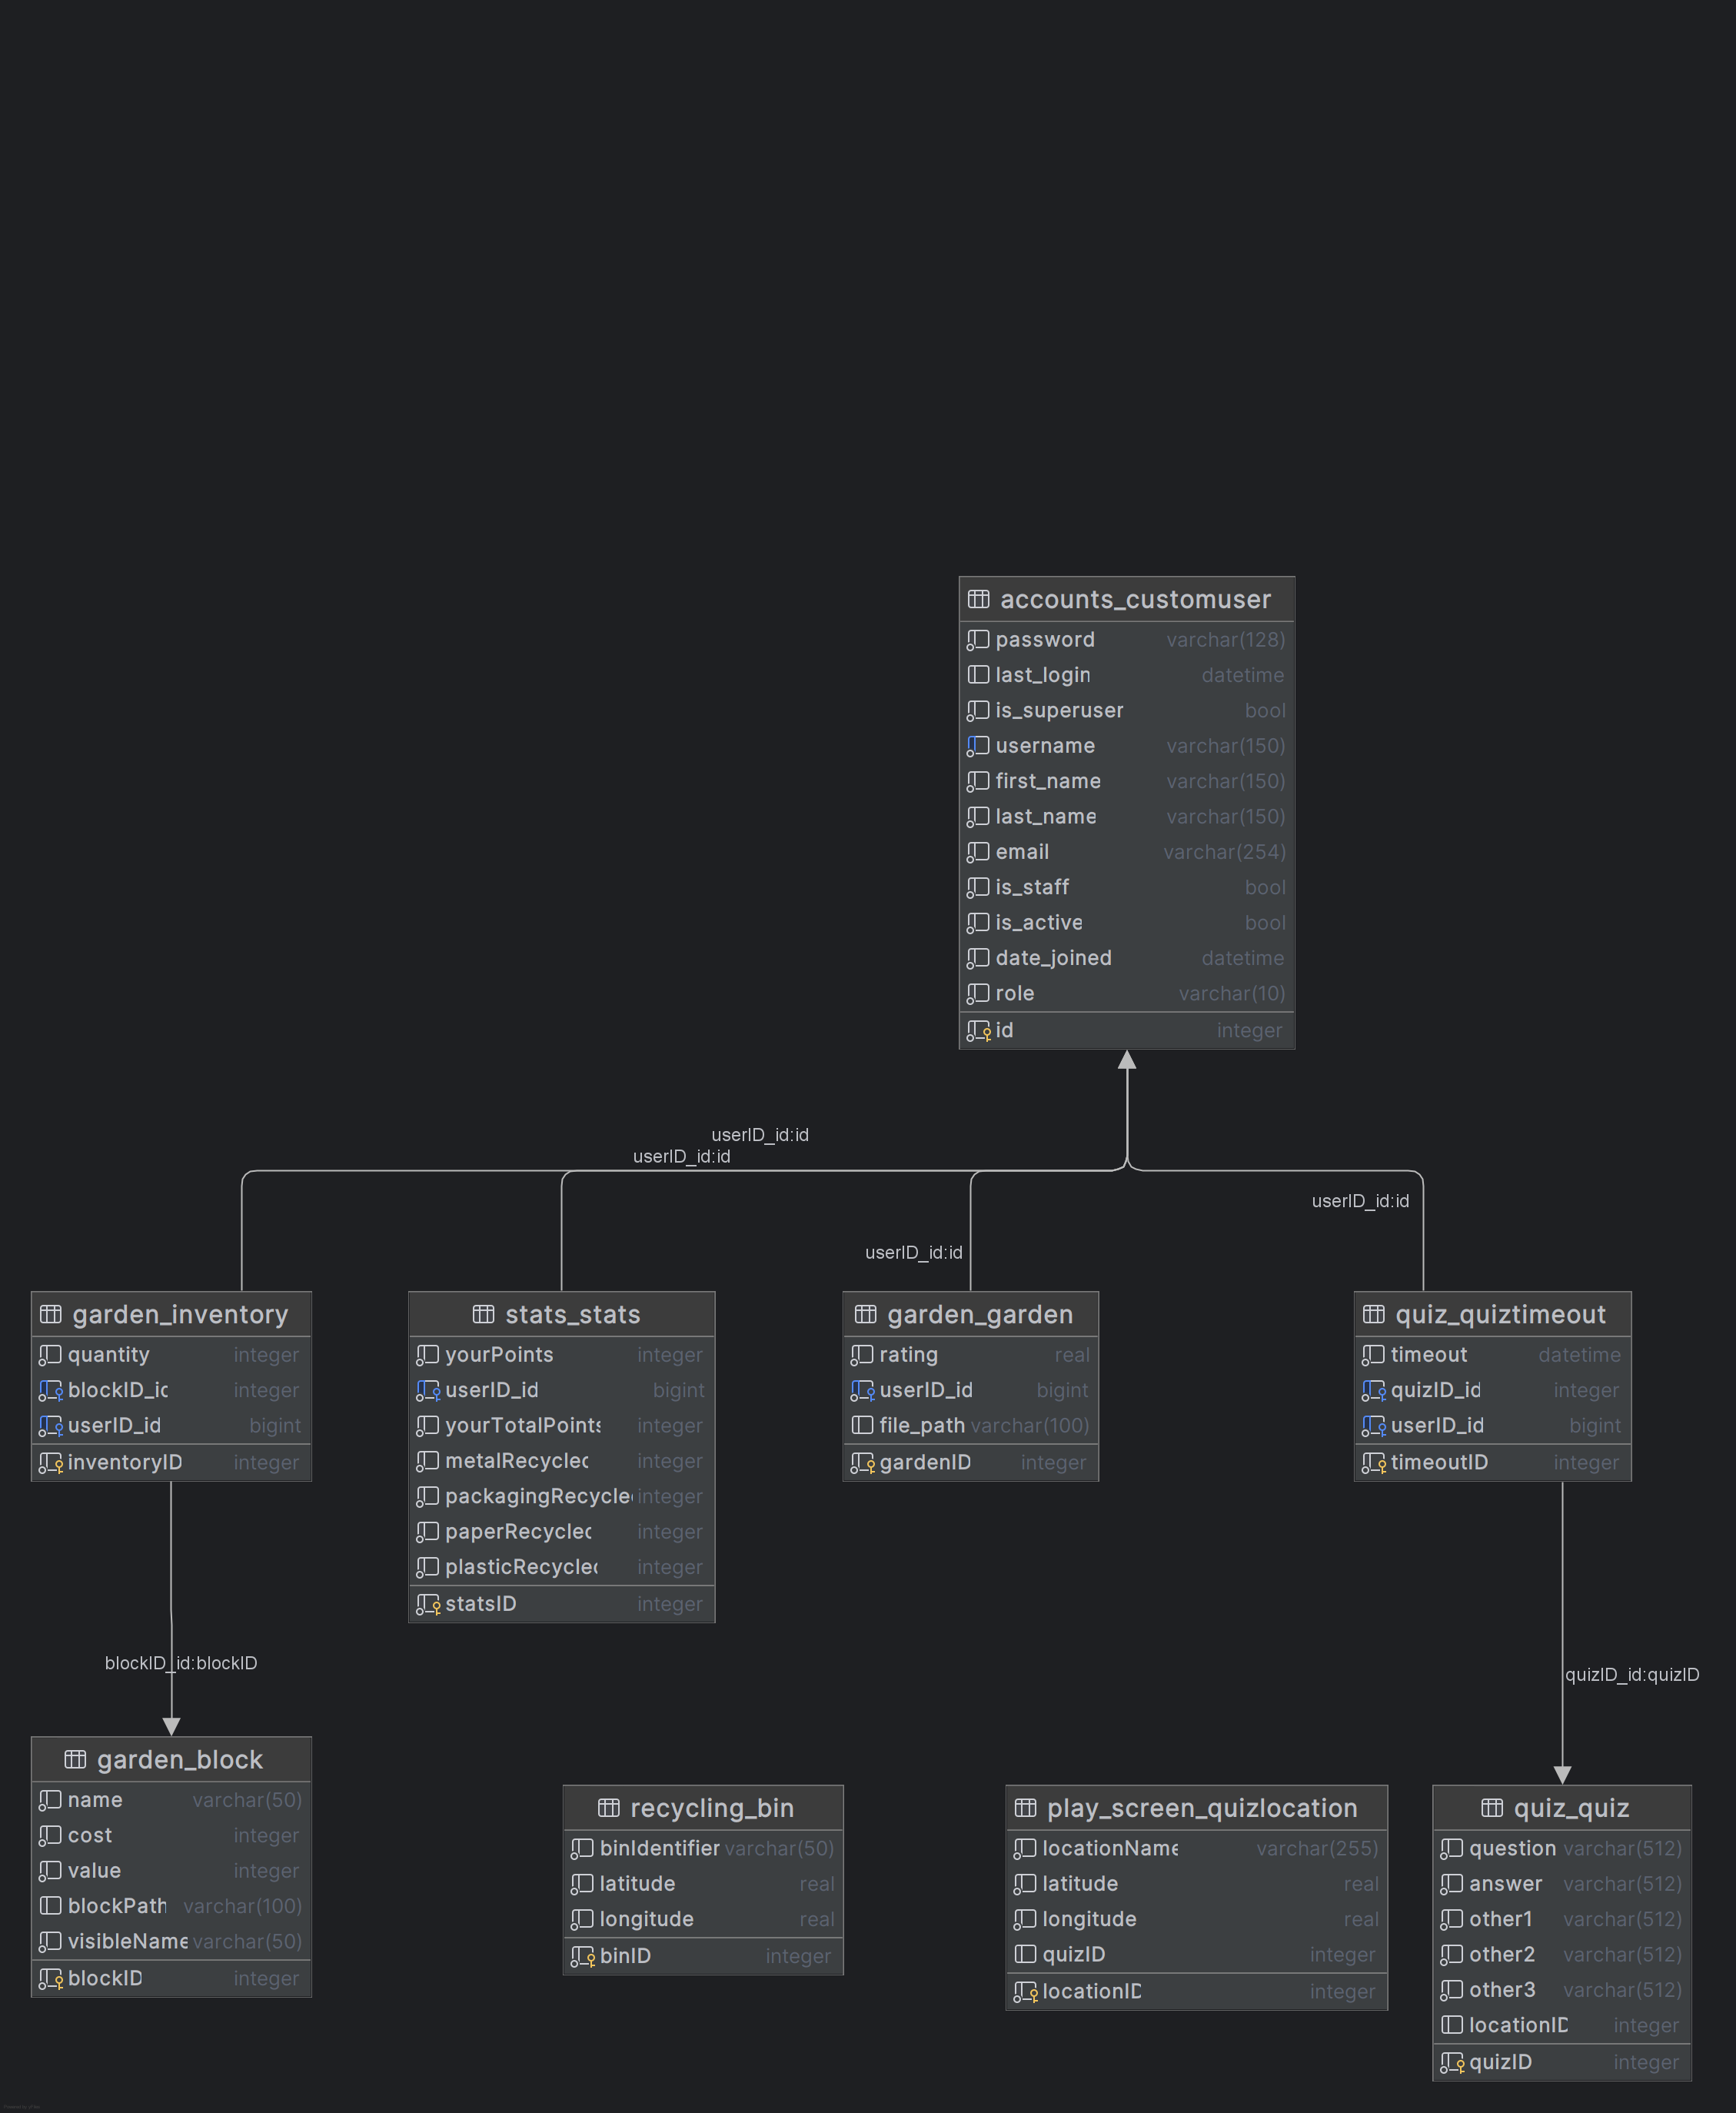 accounts_customuser
password varchar(128)
last_login datetime
is_superuser bool
username varchar(150)
first_name varchar(150)
last_name varchar(150)
email varchar(254)
is_staff bool
is_active bool
date_joined datetime
role varchar(10)
id integer
userID_id:id
userID_id:id
userID_id:id
userID_id:id
garden_inventory
quantity integer
blockID_id integer
userID_id bigint
inventoryID integer
stats_stats
yourPoints integer
userID_id bigint
yourTotalPoints integer
metalRecycled integer
packagingRecycle integer
paperRecycled integer
plasticRecycled integer
statsID integer
garden_garden
rating real
userID_id bigint
file_path varchar(100)
gardenID integer
quiz_quiztimeout
timeout datetime
quizID_id integer
userID_id bigint
timeoutID integer
blockID_id:blockID
quizID_id:quizID
garden_block
name varchar(50)
cost integer
value integer
blockPath varchar(100)
visibleName varchar(50)
blockID integer
recycling_bin
binIdentifier varchar(50)
latitude real
longitude real
binID integer
play_screen_quizlocation
locationName varchar(255)
latitude real
longitude real
quizID integer
locationID integer
quiz_quiz
question varchar(512)
answer varchar(512)
other1 varchar(512)
other2 varchar(512)
other3 varchar(512)
locationID integer
quizID integer